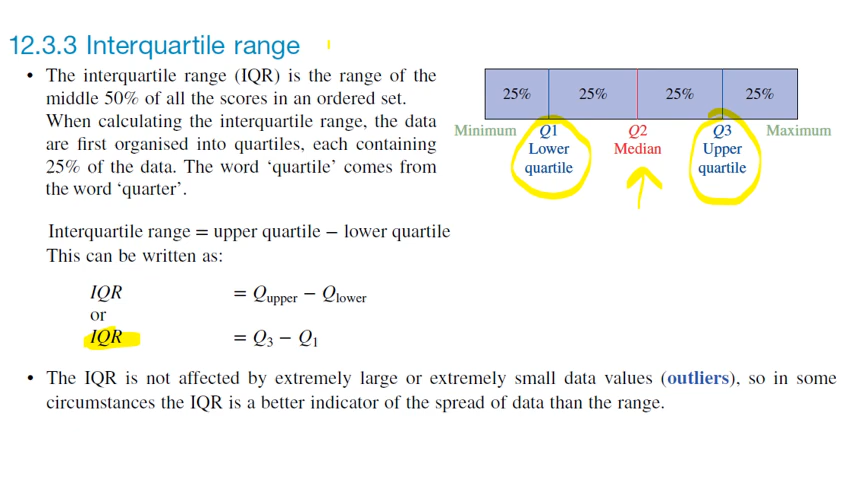 12.3.3 Interquartile range
• The interquartile range (IQR) is the range of the
middle 50% of all the scores in an ordered set.
When calculating the interquartile range, the data
are first organised into quartiles, each containing
25% of the data. The word ‘quartile’ comes from
the word ‘quarter’.
25% 25% 25% 25%
Minimum Q1 Q2 Q3 Maximum
Lower Median Upper
quartile quartile
Interquartile range = upper quartile − lower quartile
This can be written as:
IQR = Qupper − Qlower
or
IQR = Q3 − Q1
• The IQR is not affected by extremely large or extremely small data values (outliers), so in some
circumstances the IQR is a better indicator of the spread of data than the range.